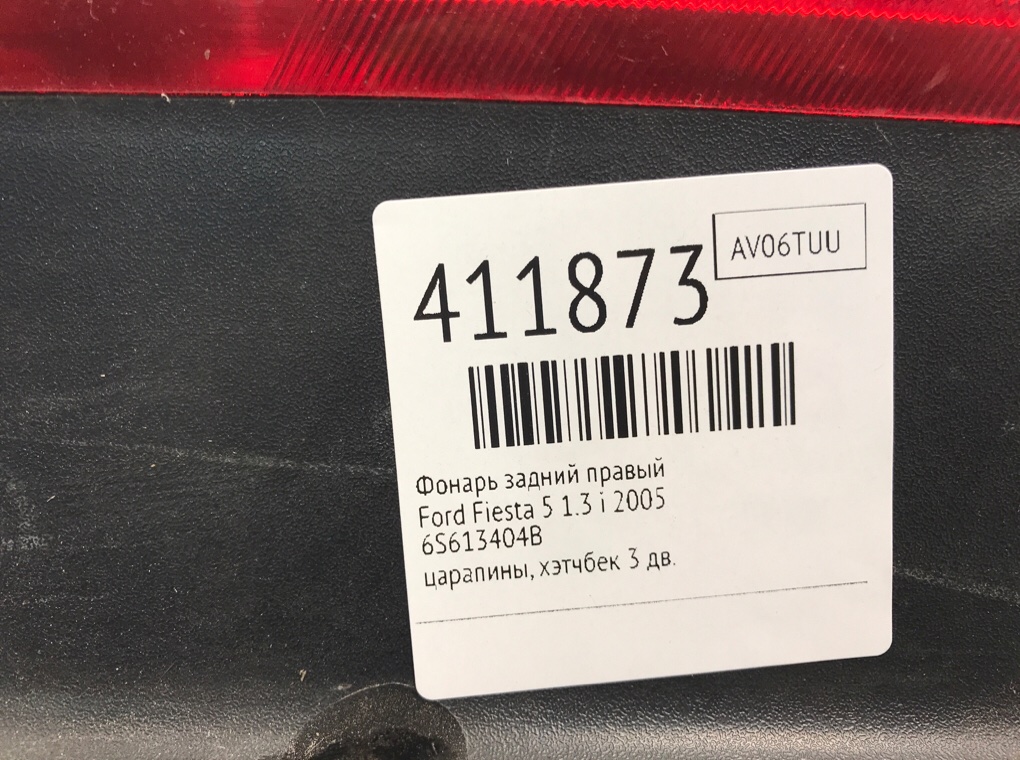 AV06TUU
411873
Фонарь задний правый
Ford Fiesta 5 1.3 i 2005
6S613404B
царапины, хэтчбек 3 дв.